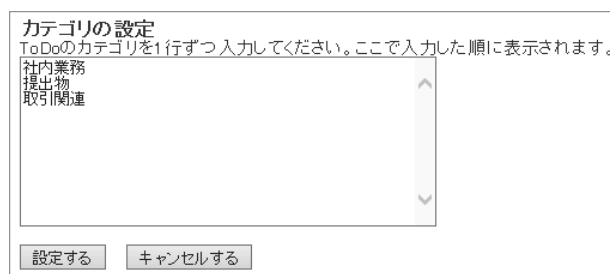 カテゴリの設定
ToDoのカテゴリを1行ずつ入力してください。ここで入力した順に表示されます。
社内業務
提出物
取引関連
設定する キャンセルする